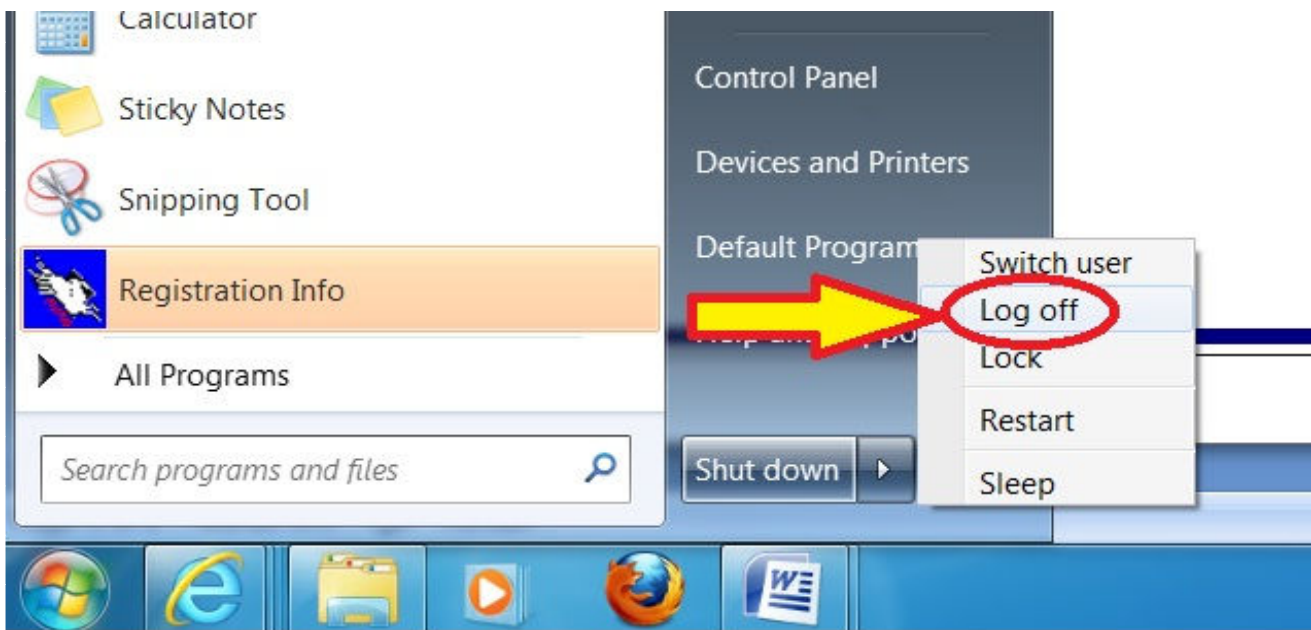 Calculator
Sticky Notes
Snipping Tool
Registration Info
All Programs
Search programs and files
Control Panel
Devices and Printers
Default Program
Shut down
Switch user
Log off
Lock
Restart
Sleep
W